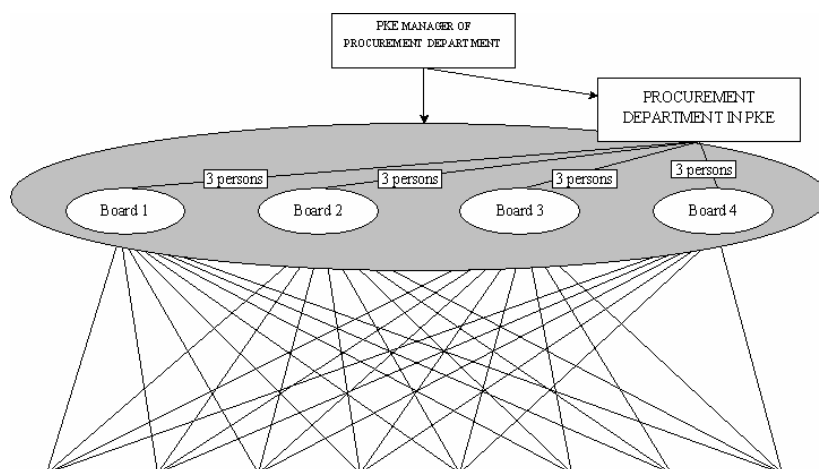 PKE MANAGER OF
PROCUREMENT DEPARTMENT
PROCUREMENT
DEPARTMENT IN PKE
3 persons
3 persons
3 persons
3 persons
Board 1
Board 2
Board 3
Board 4